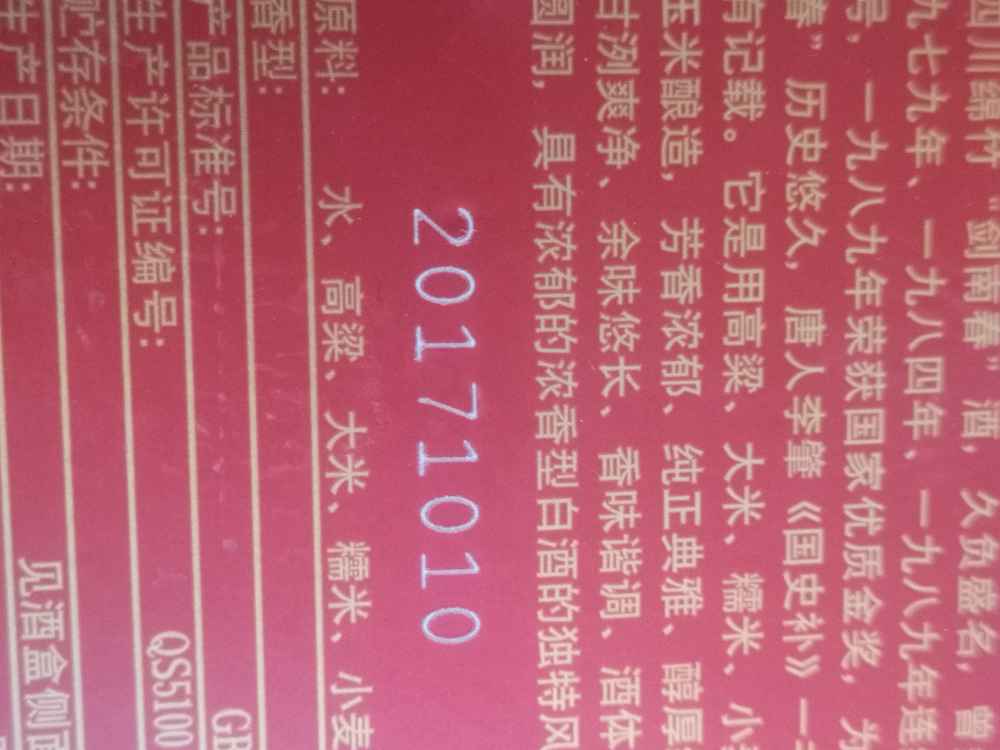 四川绵竹“剑南春”酒，久负盛名，曾
九七九年、一九八四年、一九八九年连
号，一九八九年荣获国家优质金奖，
春”历史悠久，唐人李肇《国史补》一
有记载。它是用高粱、大米、糯米、小
玉米酿造，芳香浓郁、纯正典雅、醇厚
甘洌爽净、余味悠长、香味谐调、酒体
圆润，具有浓郁的浓香型白酒的独特风
20171010
原料: 水，高粱、大米、糯米、小麦
香型:
产品标准号: GB
生产许可证编号: QS5100
贮存条件:
生产日期: 见酒盒侧面